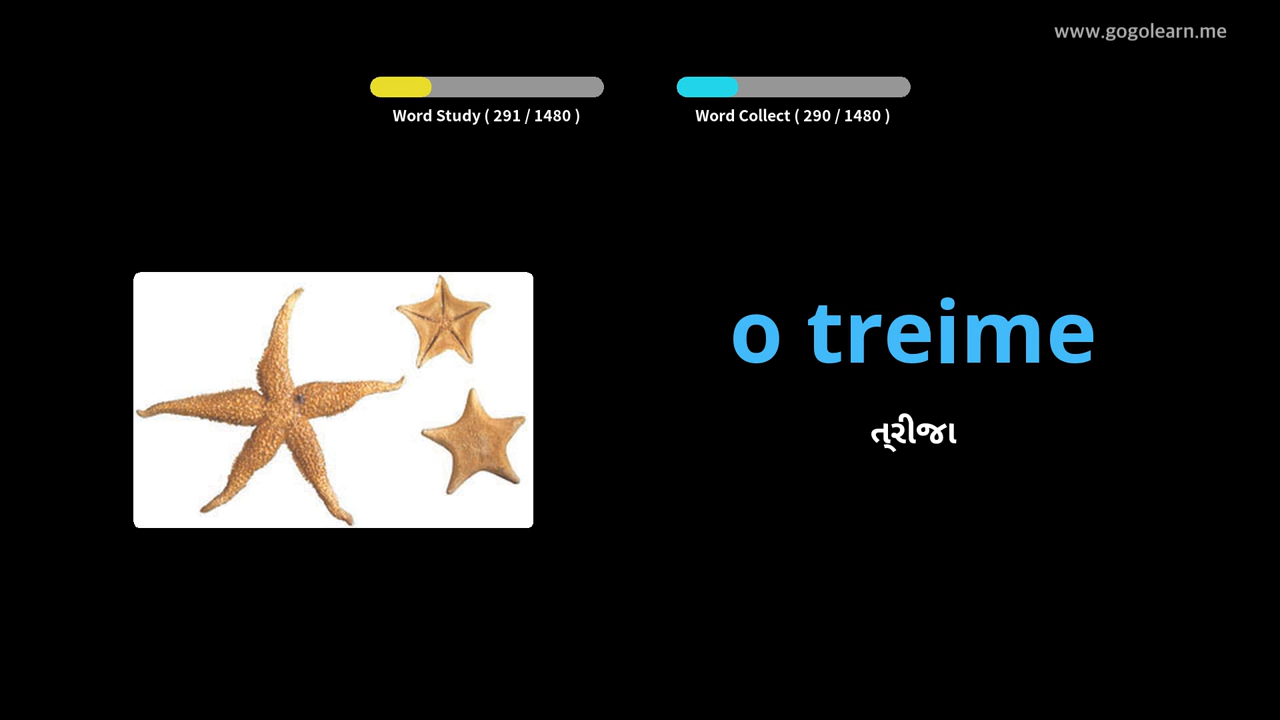 www.gogolearn.me
Word Study ( 291 / 1480 )
Word Collect ( 290 / 1480 )
o treime
ત્રીજા